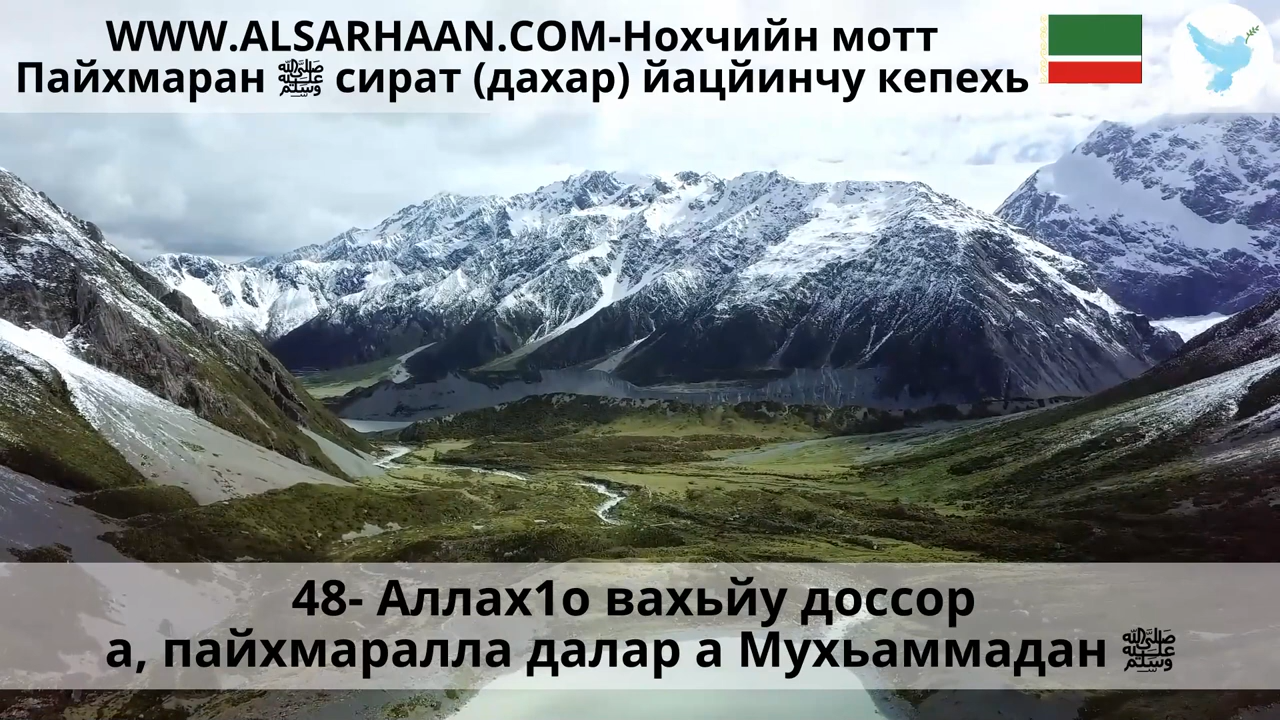 WWW.ALSARHAAN.COM-Нохчийн мотт
Пайхмаран ﷺ сират (дахар) йацйинчу кепехь
48- Аллах1о вахьйу доссор
а, пайхмаралла далар а Мухьаммадан ﷺ